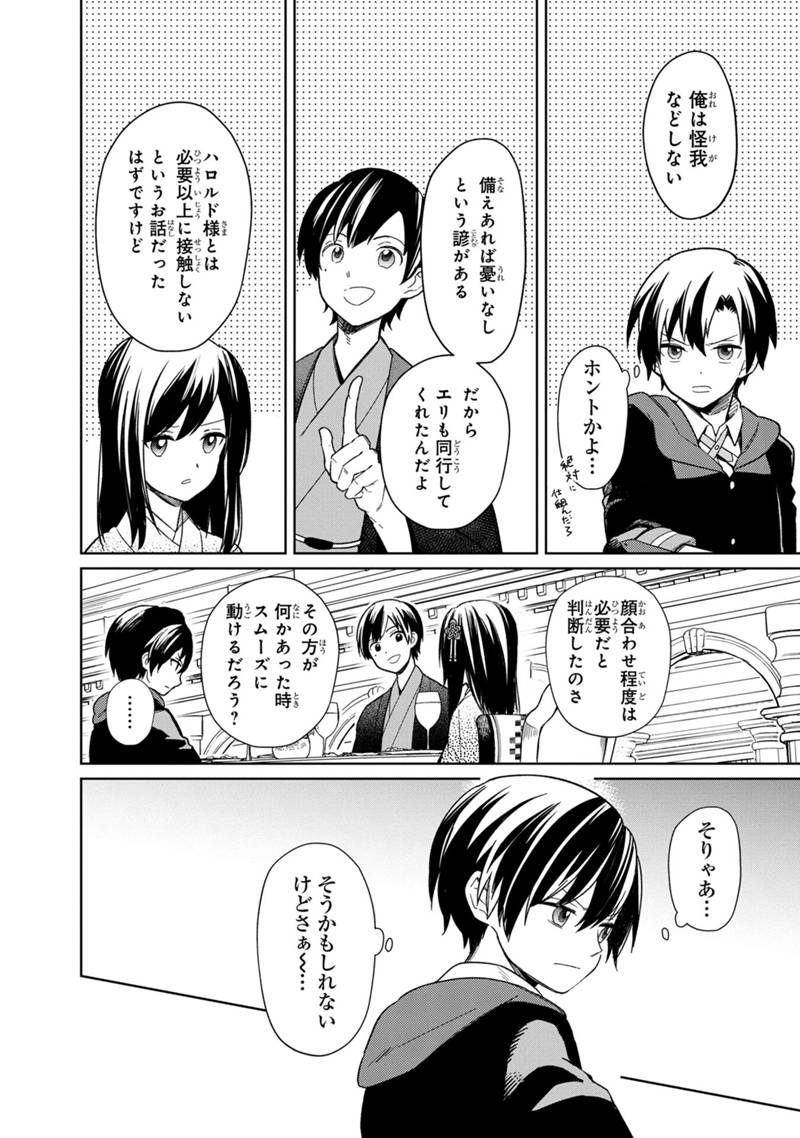 俺は怪我
などしない
ホントかよ…
絶対に
仕組んだろ
備えあれば憂いなし
という諺がある
だから
エリも同行して
くれたんだよ
ハロルド様とは
必要以上に接触しない
というお話だった
はずですけど
顔合わせ程度は
必要だと
判断したのさ
その方が
何かあった時
スムーズに
動けるだろう？
……
そりゃあ…
そうかもしれない
けどさぁ〜…